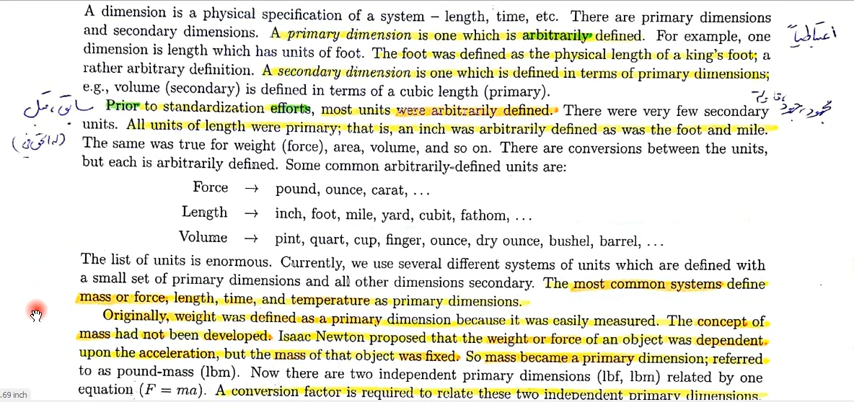 A dimension is a physical specification of a system – length, time, etc. There are primary dimensions
and secondary dimensions. A primary dimension is one which is arbitrarily defined. For example, one
اعتباطياً
dimension is length which has units of foot. The foot was defined as the physical length of a king's foot; a
rather arbitrary definition. A secondary dimension is one which is defined in terms of primary dimensions;
e.g., volume (secondary) is defined in terms of a cubic length (primary).
Prior to standardization efforts, most units were arbitrarily defined. There were very few secondary
سابق، قبل
units. All units of length were primary; that is, an inch was arbitrarily defined as was the foot and mile.
The same was true for weight (force), area, volume, and so on. There are conversions between the units,
but each is arbitrarily defined. Some common arbitrarily-defined units are:
Force → pound, ounce, carat, ...
Length → inch, foot, mile, yard, cubit, fathom, ...
Volume → pint, quart, cup, finger, ounce, dry ounce, bushel, barrel, ...
The list of units is enormous. Currently, we use several different systems of units which are defined with
a small set of primary dimensions and all other dimensions secondary. The most common systems define
mass or force, length, time, and temperature as primary dimensions.
Originally, weight was defined as a primary dimension because it was easily measured. The concept of
mass had not been developed. Isaac Newton proposed that the weight or force of an object was dependent
upon the acceleration, but the mass of that object was fixed. So mass became a primary dimension; referred
to as pound-mass (lbm). Now there are two independent primary dimensions (lbf, lbm) related by one
equation (F = ma). A conversion factor is required to relate these two independent primary dimensions.
.69 inch